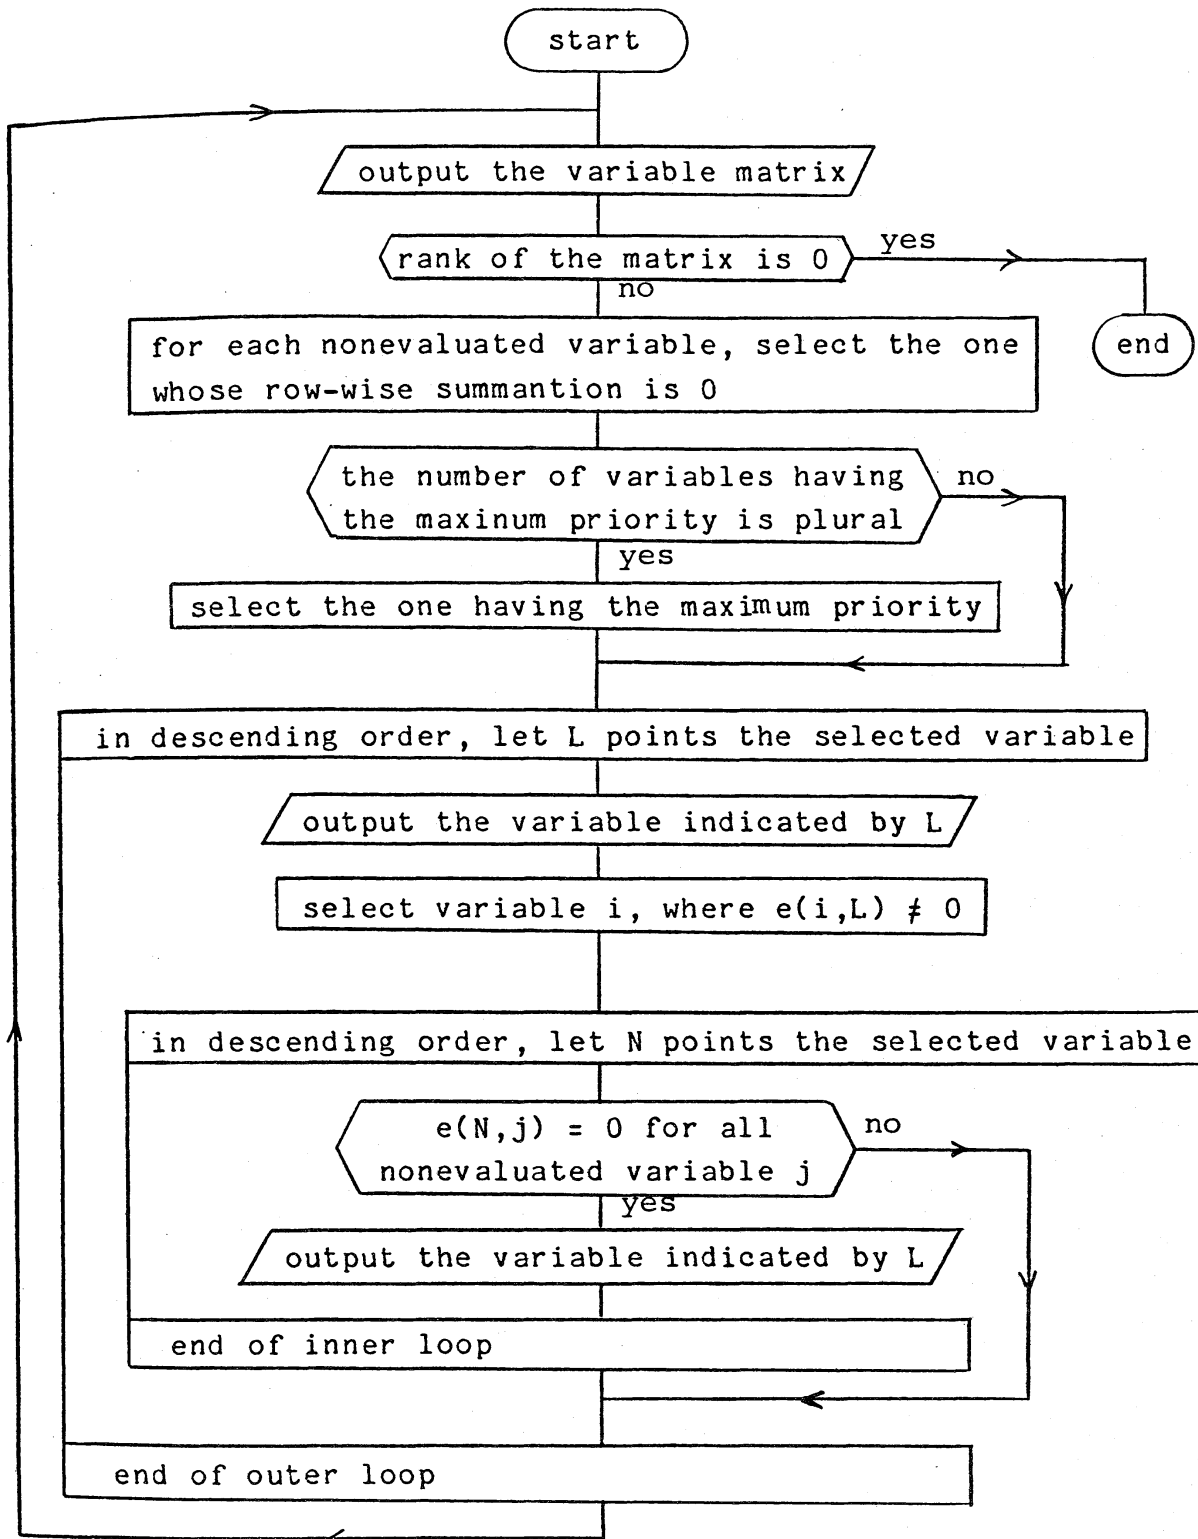 start
output the variable matrix
rank of the matrix is 0
yes
no
end
for each nonevaluated variable, select the one
whose row-wise summantion is 0
the number of variables having
the maxinum priority is plural
no
yes
select the one having the maximum priority
in descending order, let L points the selected variable
output the variable indicated by L
select variable i, where e(i,L) ≠ 0
in descending order, let N points the selected variable
e(N,j) = 0 for all
nonevaluated variable j
no
yes
output the variable indicated by L
end of inner loop
end of outer loop